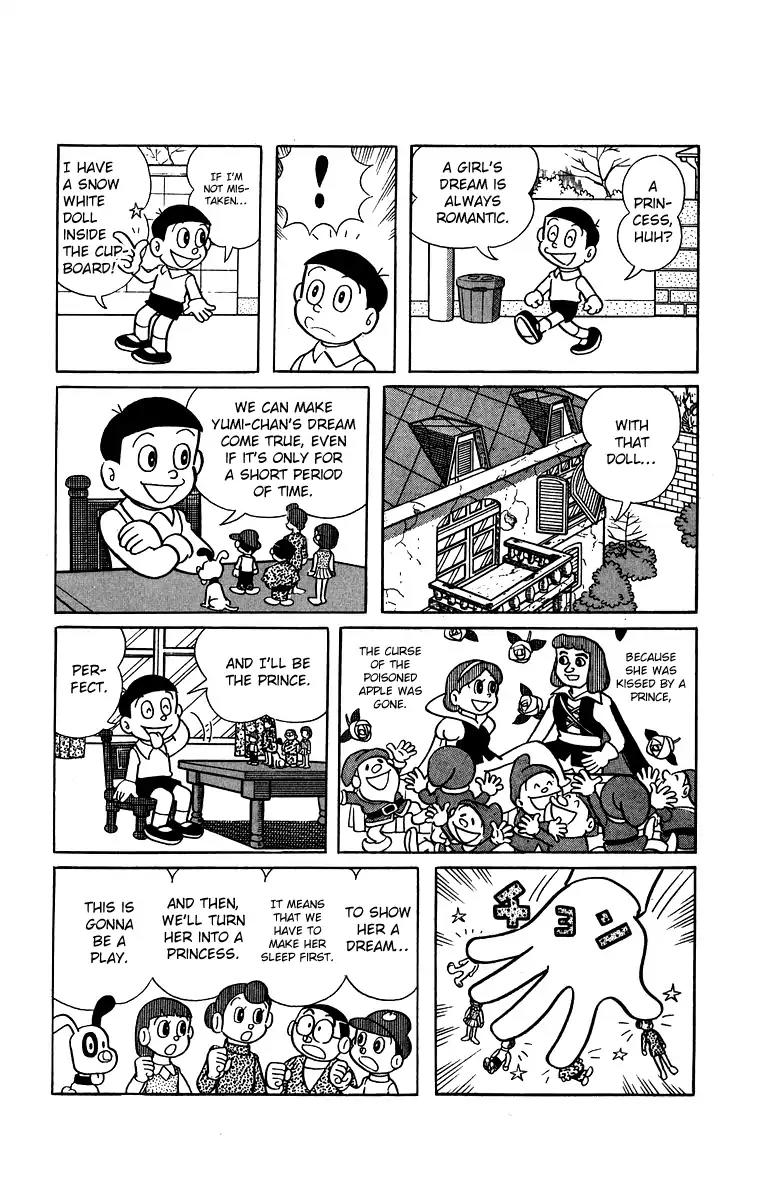 A
PRIN-
CESS,
HUH?
A GIRL'S
DREAM IS
ALWAYS
ROMANTIC.
!
IF I'M
NOT MIS-
TAKEN...
I HAVE
A SNOW
WHITE
DOLL
INSIDE
THE CUP-
BOARD!
WITH
THAT
DOLL...
WE CAN MAKE
YUMI-CHAN'S DREAM
COME TRUE, EVEN
IF IT'S ONLY FOR
A SHORT PERIOD
OF TIME.
BECAUSE
SHE WAS
KISSED BY A
PRINCE,
THE CURSE
OF THE
POISONED
APPLE WAS
GONE.
AND I'LL BE
THE PRINCE.
PER-
FECT.
TO SHOW
HER A
DREAM...
IT MEANS
THAT WE
HAVE TO
MAKE HER
SLEEP FIRST.
AND THEN,
WE'LL TURN
HER INTO A
PRINCESS.
THIS IS
GONNA
BE A
PLAY.